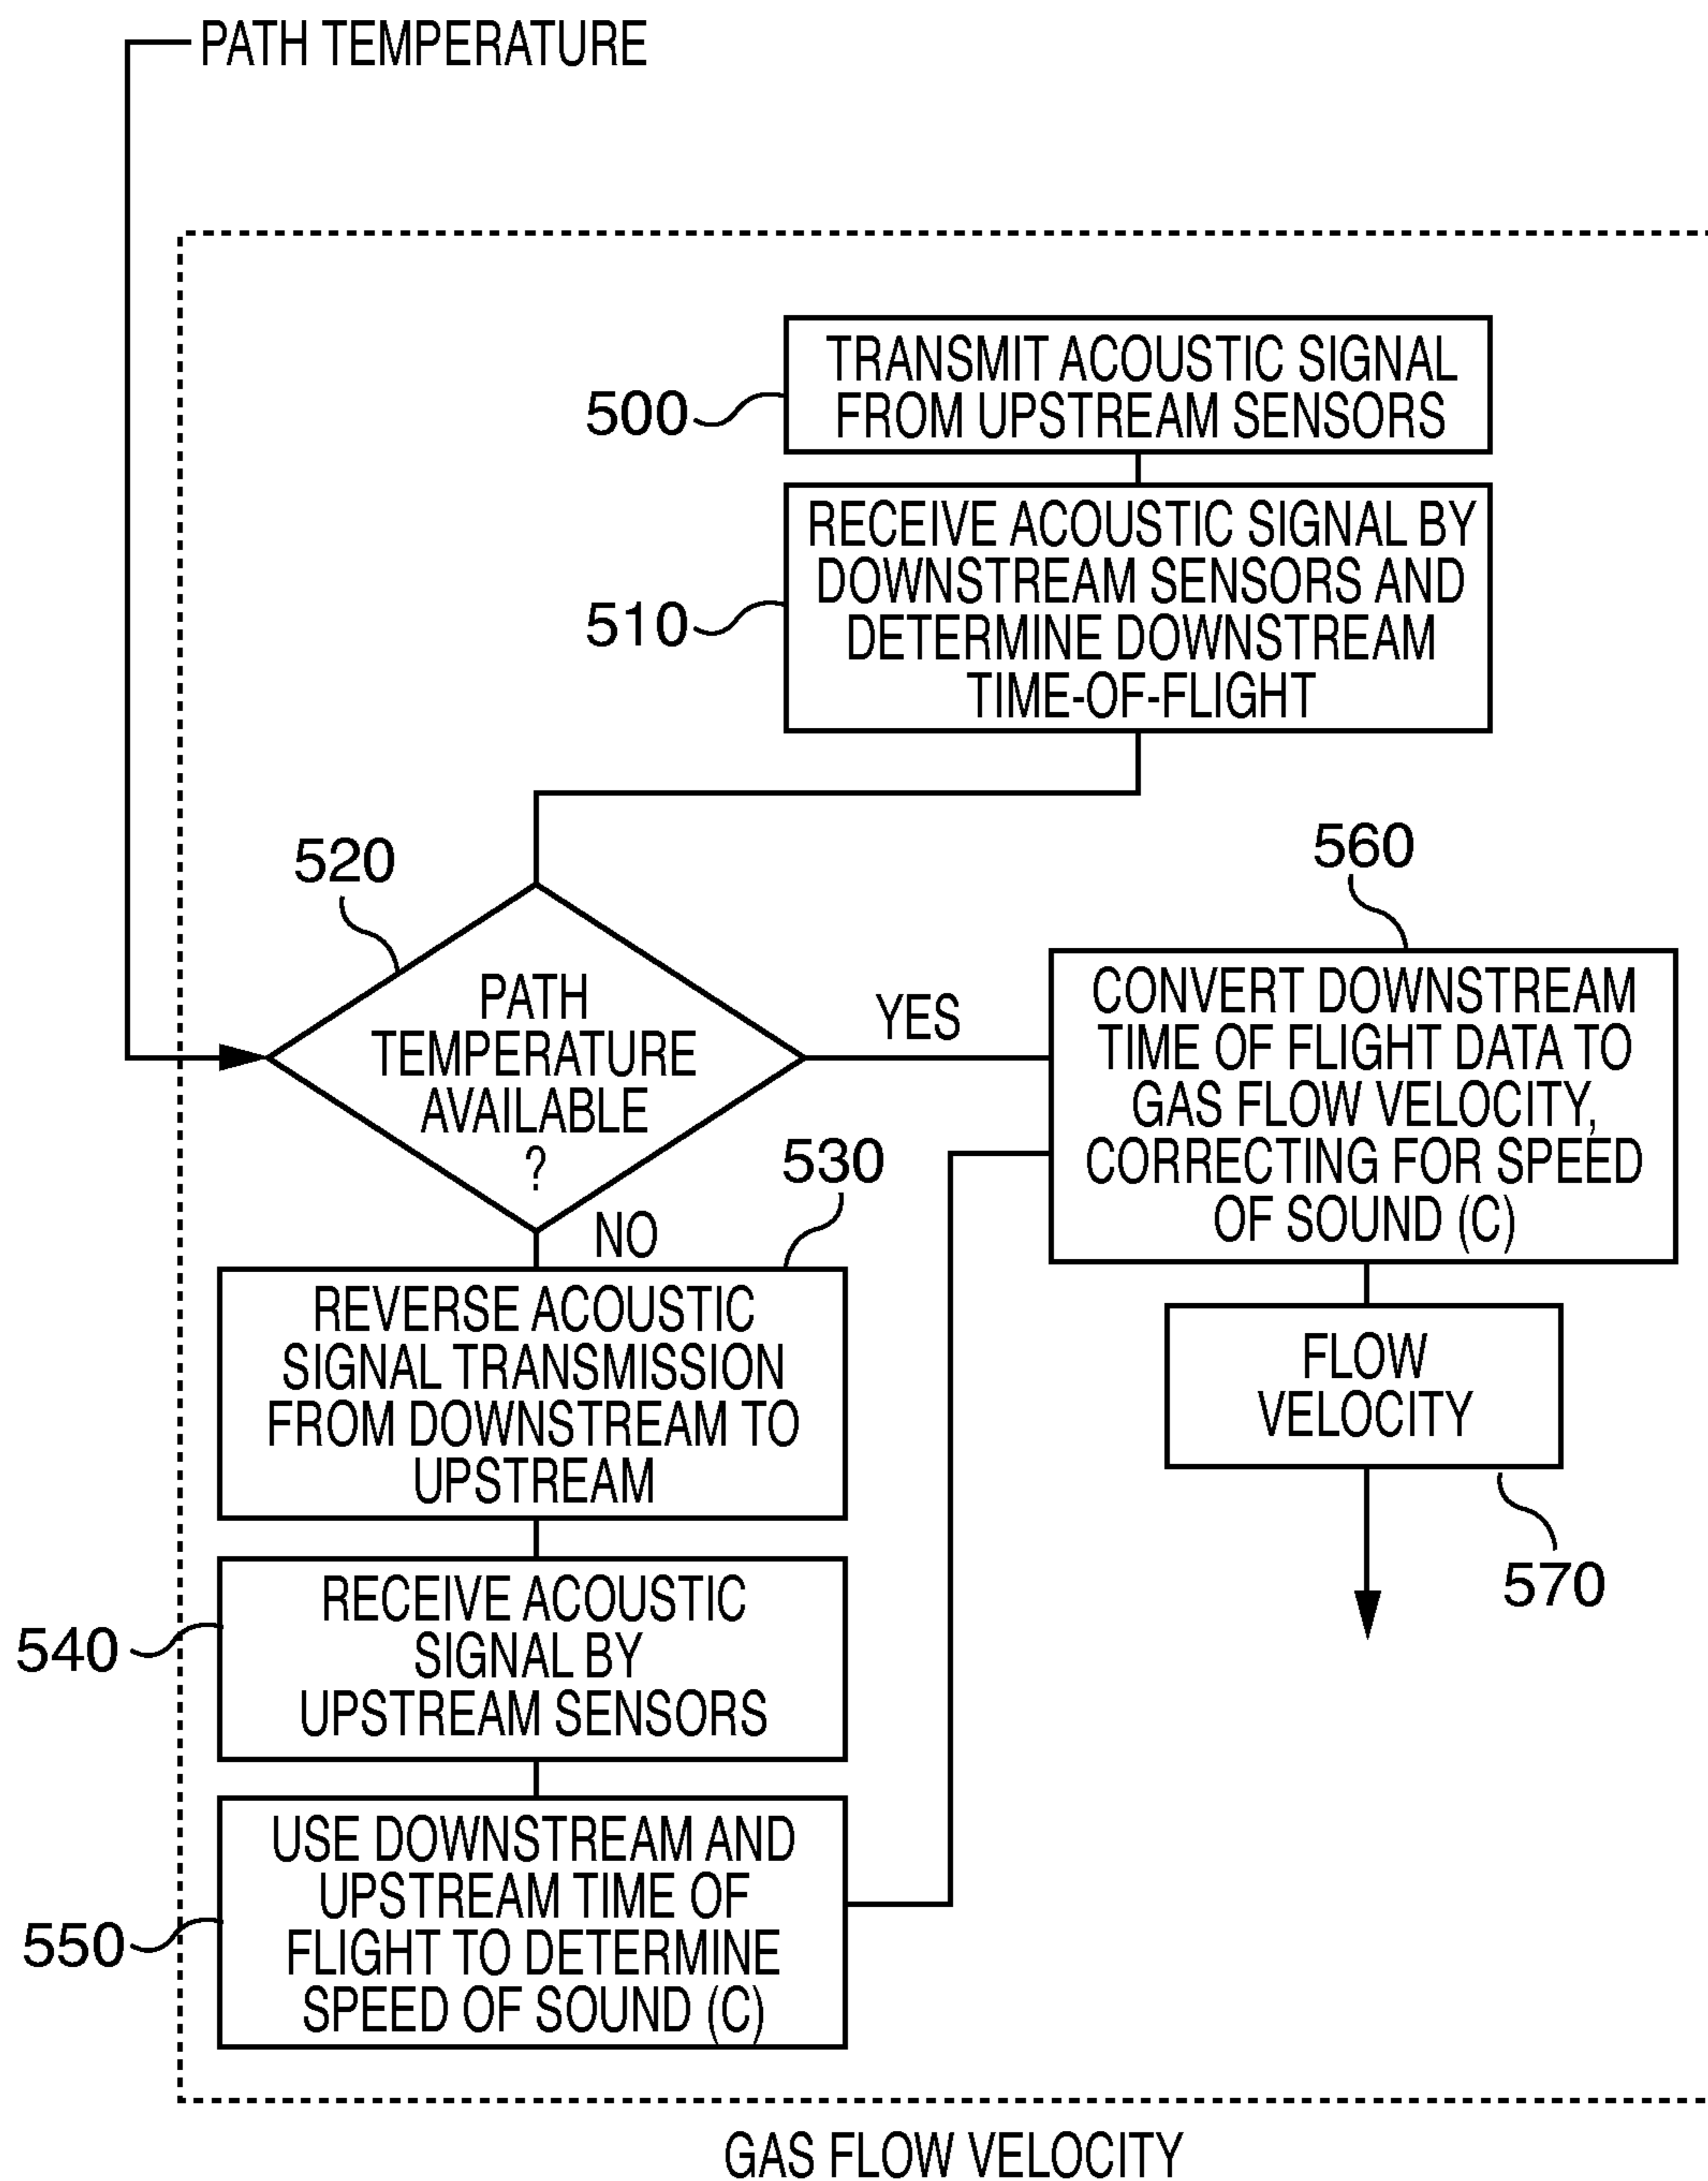 PATH TEMPERATURE
500
TRANSMIT ACOUSTIC SIGNAL
FROM UPSTREAM SENSORS
510
RECEIVE ACOUSTIC SIGNAL BY
DOWNSTREAM SENSORS AND
DETERMINE DOWNSTREAM
TIME-OF-FLIGHT
520
PATH
TEMPERATURE
AVAILABLE
?
YES
NO
530
REVERSE ACOUSTIC
SIGNAL TRANSMISSION
FROM DOWNSTREAM TO
UPSTREAM
540
RECEIVE ACOUSTIC
SIGNAL BY
UPSTREAM SENSORS
550
USE DOWNSTREAM AND
UPSTREAM TIME OF
FLIGHT TO DETERMINE
SPEED OF SOUND (C)
560
CONVERT DOWNSTREAM
TIME OF FLIGHT DATA TO
GAS FLOW VELOCITY,
CORRECTING FOR SPEED
OF SOUND (C)
FLOW
VELOCITY
570
GAS FLOW VELOCITY